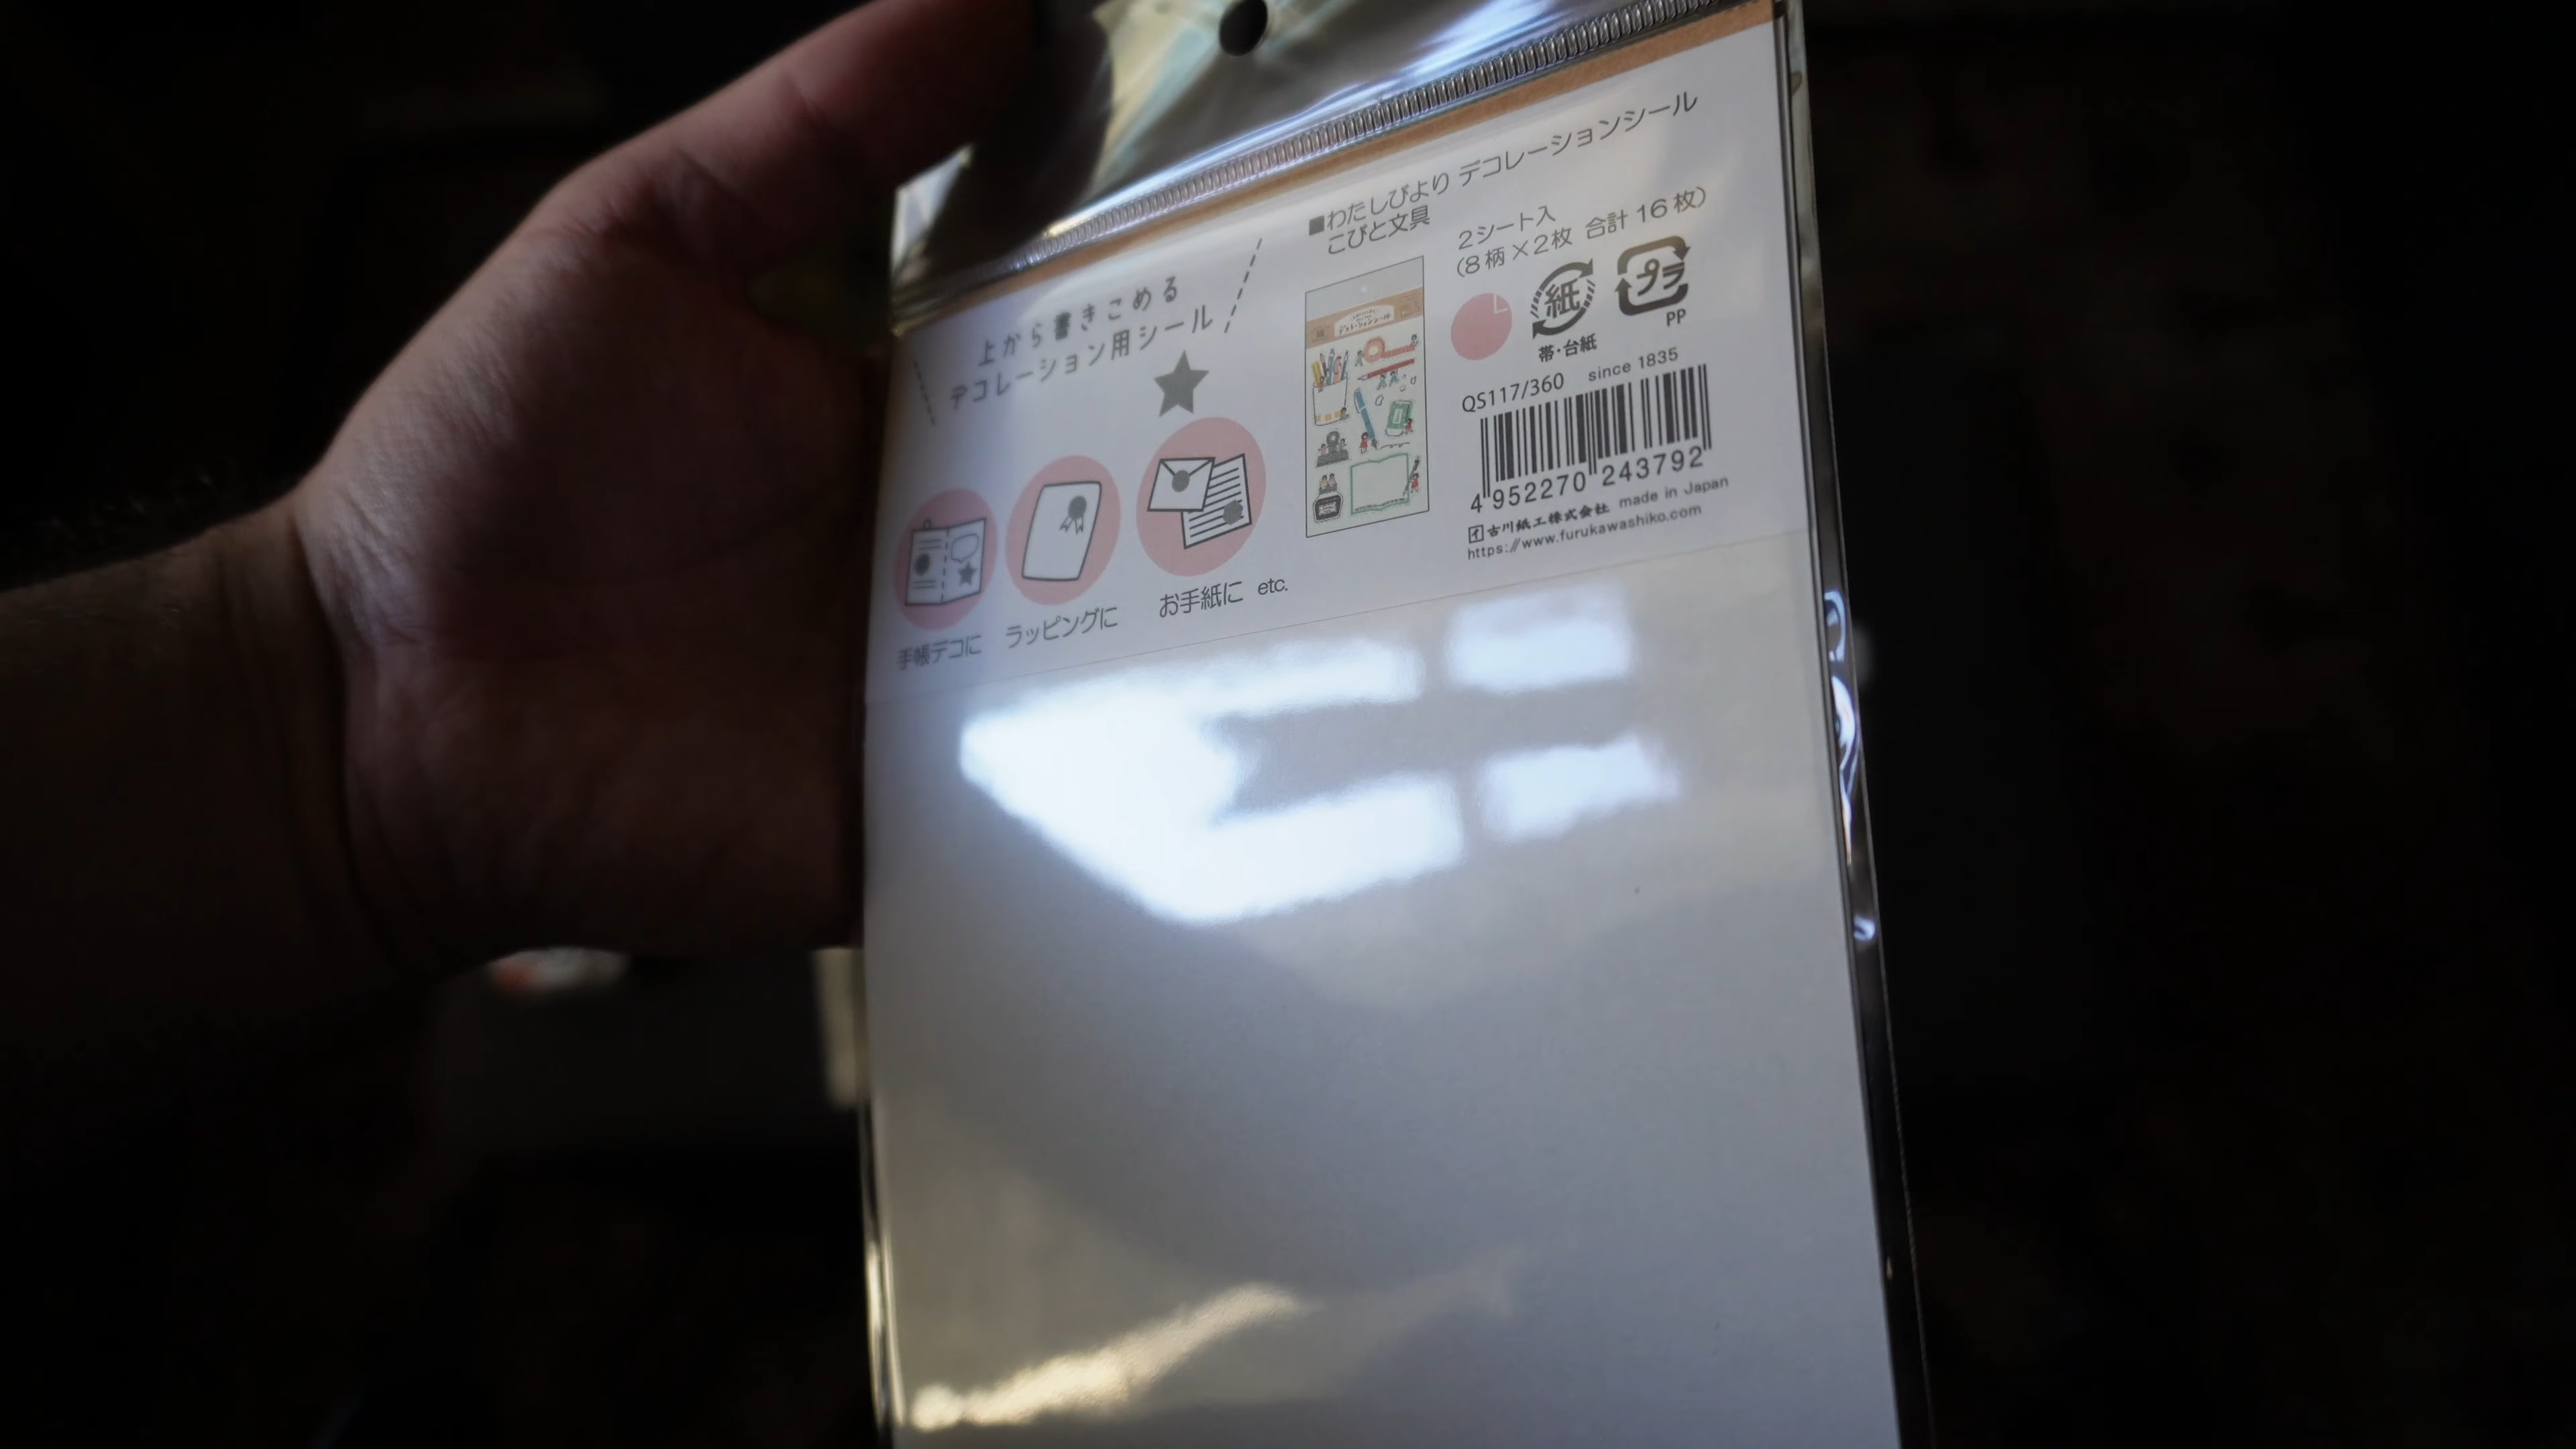 上から書きこめる
デコレーション用シール
手帳デコに
ラッピングに
お手紙に etc.
■わたしびより デコレーションシール
こびと文具
2シート入
(8柄×2枚 合計16枚)
紙
帯・台紙
プラ
PP
QS117/360 since 1835
4 952270 243792
古川紙工株式会社 made in Japan
https://www.furukawashiko.com